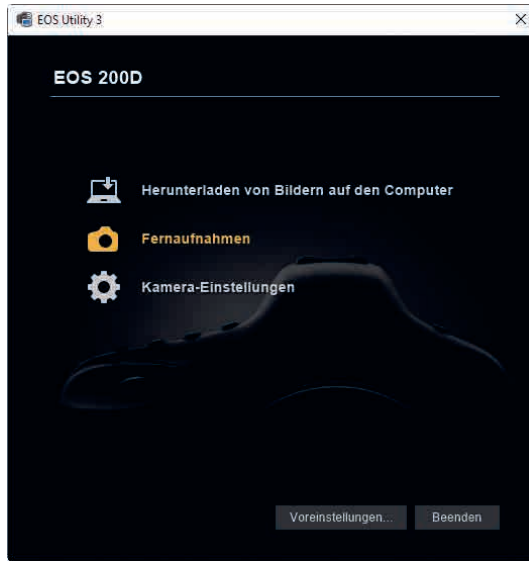 EOS Utility 3
EOS 200D
Herunterladen von Bildern auf den Computer
Fernaufnahmen
Kamera-Einstellungen
Voreinstellungen... Beenden